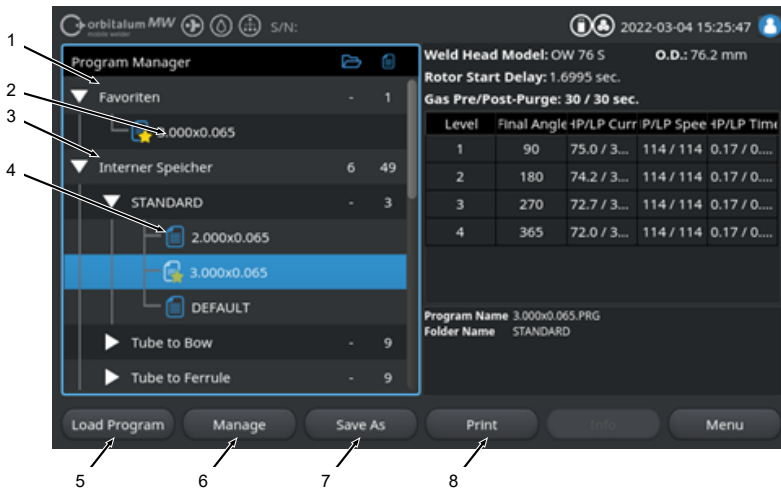 orbitalum MW
mobile welder
S/N:
2022-03-04 15:25:47
1
2
3
4
Program Manager
Favoriten - 1
3.000x0.065
Interner Speicher 6 49
STANDARD - 3
2.000x0.065
3.000x0.065
DEFAULT
Tube to Bow - 9
Tube to Ferrule - 9
Weld Head Model: OW 76 S O.D.: 76.2 mm
Rotor Start Delay: 1.6995 sec.
Gas Pre/Post-Purge: 30 / 30 sec.
Level Final Angle HP/LP Curr P/LP Spee HP/LP Time
1 90 75.0 / 3... 114 / 114 0.17 / 0....
2 180 74.2 / 3... 114 / 114 0.17 / 0....
3 270 72.7 / 3... 114 / 114 0.17 / 0....
4 365 72.0 / 3... 114 / 114 0.17 / 0....
Program Name 3.000x0.065.PRG
Folder Name STANDARD
Load Program Manage Save As Print Info Menu
5 6 7 8